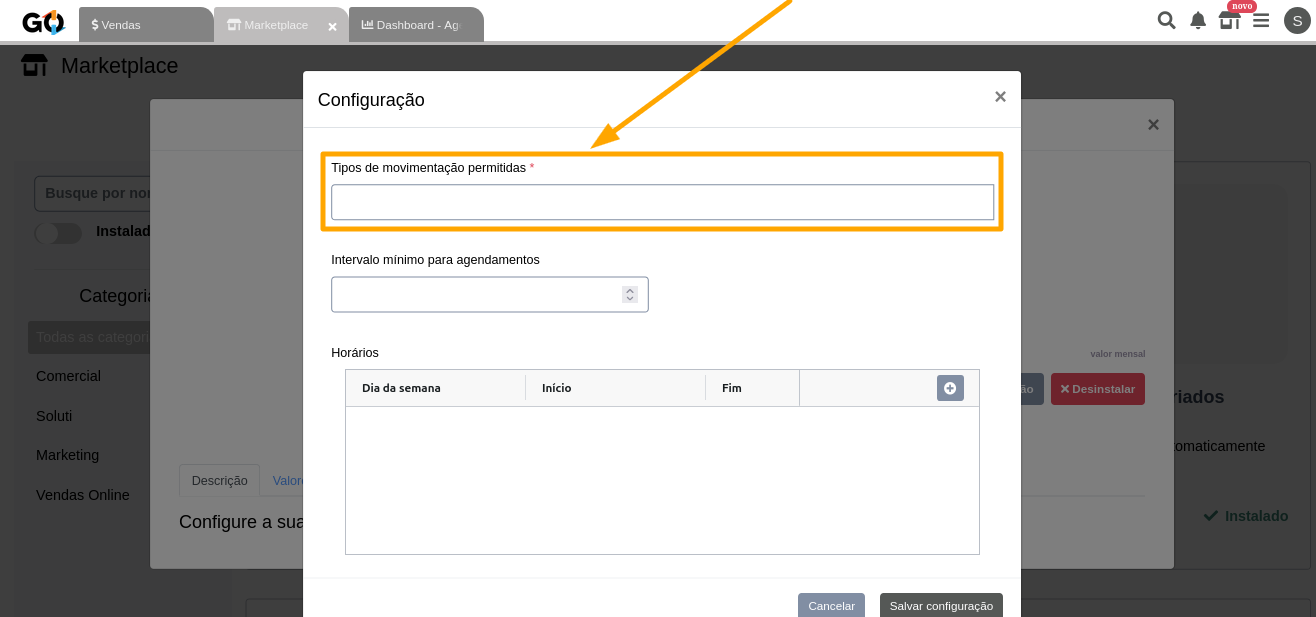 GO
Vendas
Marketplace
Dashboard - Ag
novo
S
Marketplace
Configuração
Tipos de movimentação permitidas *
Busque por no
Instalad
Intervalo mínimo para agendamentos
Categoria
Todas as categori
Horários
valor mensal
Comercial
Dia da semana Início Fim
ão
Desinstalar
riados
Soluti
Marketing
omaticamente
Descrição
Valore
Vendas Online
Configure a sua
Instalado
Cancelar
Salvar configuração